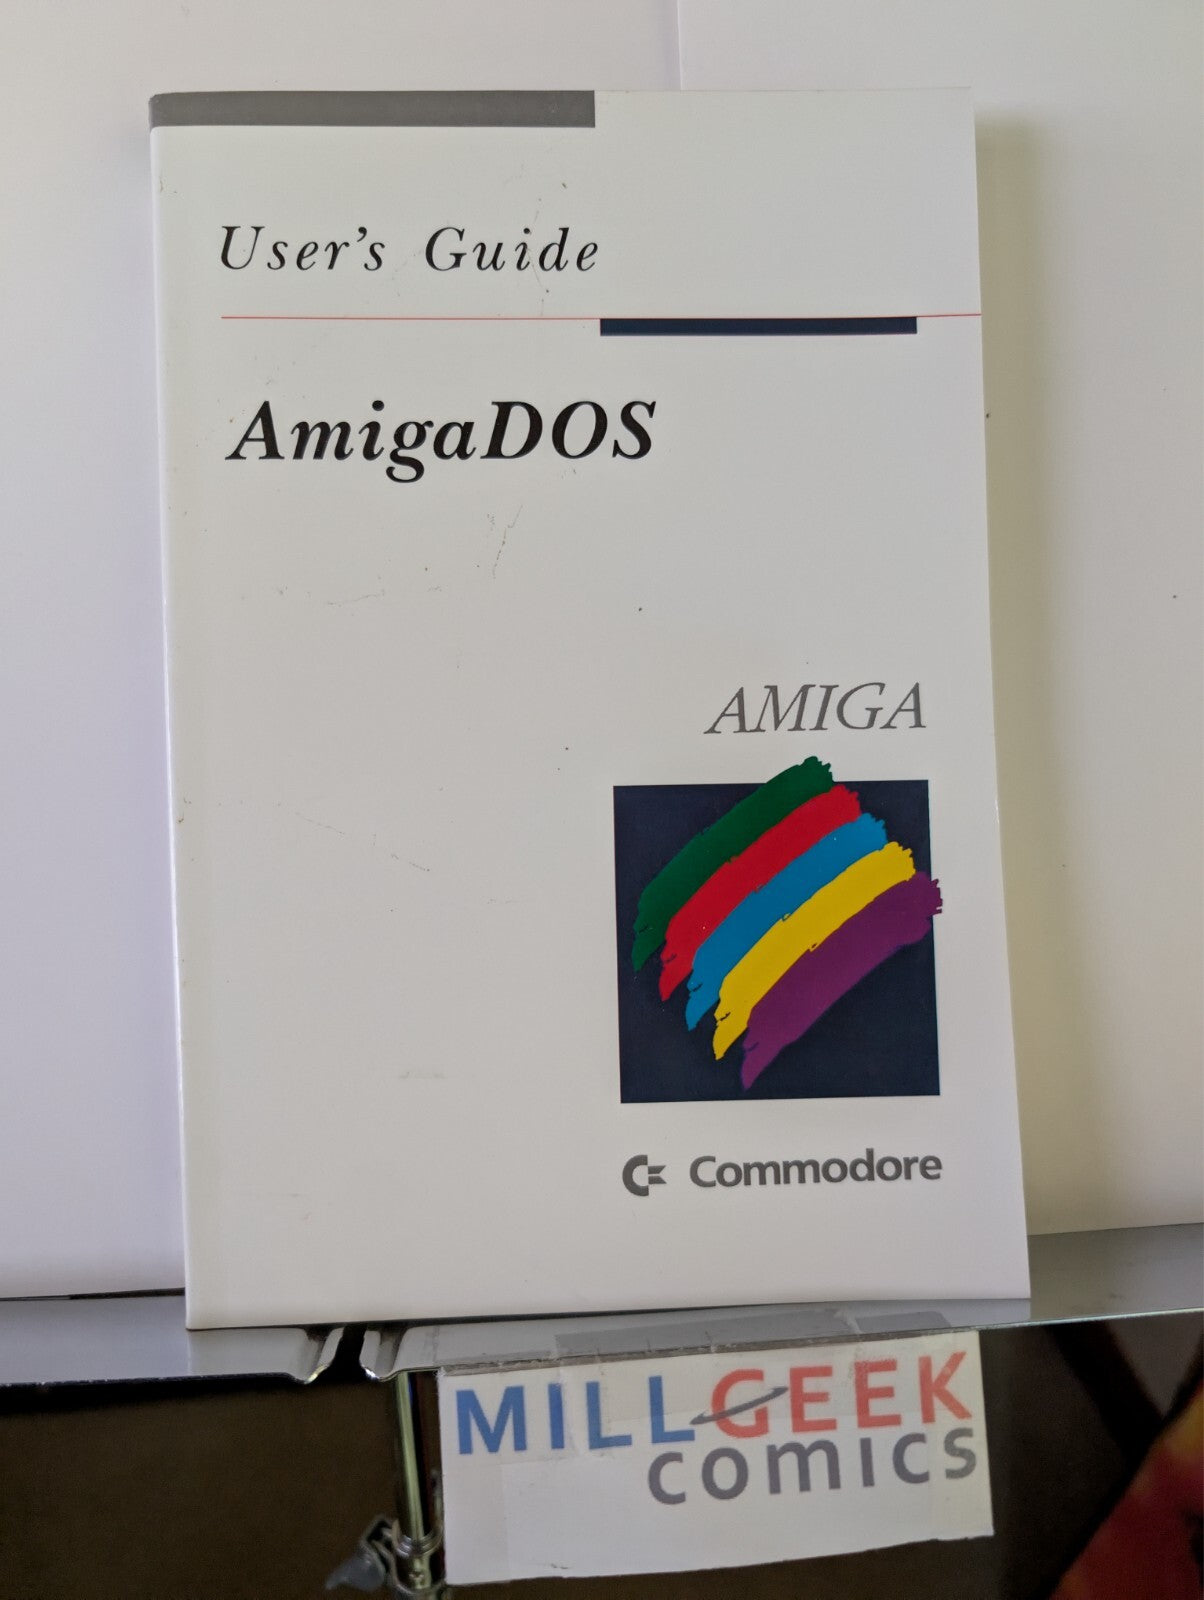 User's Guide
AmigaDOS
AMIGA
Commodore
MILLGEEK
comics